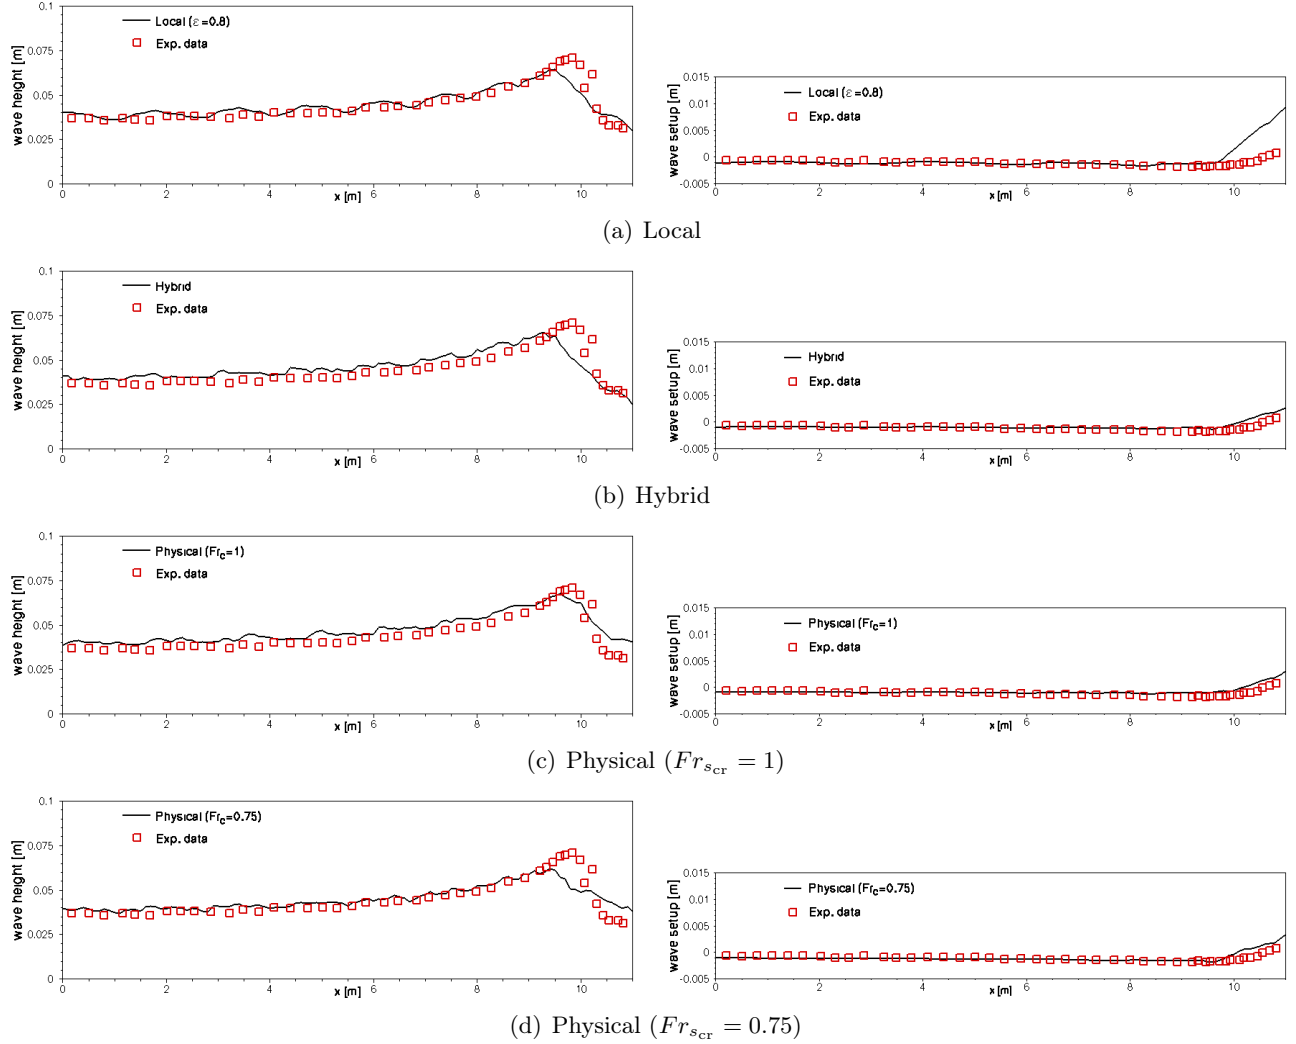 0.1
0.075
0.05
0.025
0
wave height [m]
Local (ε=0.8)
Exp. data
0 2 4 6 8 10
x [m]
0.015
0.01
0.005
0
-0.005
wave setup [m]
Local (ε=0.8)
Exp. data
0 2 4 6 8 10
x [m]
(a) Local
0.1
0.075
0.05
0.025
0
wave height [m]
Hybrid
Exp. data
0 2 4 6 8 10
x [m]
0.015
0.01
0.005
0
-0.005
wave setup [m]
Hybrid
Exp. data
0 2 4 6 8 10
x [m]
(b) Hybrid
0.1
0.075
0.05
0.025
0
wave height [m]
Physical (Frc=1)
Exp. data
0 2 4 6 8 10
x [m]
0.015
0.01
0.005
0
-0.005
wave setup [m]
Physical (Frc=1)
Exp. data
0 2 4 6 8 10
x [m]
(c) Physical (Frscr = 1)
0.1
0.075
0.05
0.025
0
wave height [m]
Physical (Frc=0.75)
Exp. data
0 2 4 6 8 10
x [m]
0.015
0.01
0.005
0
-0.005
wave setup [m]
Physical (Frc=0.75)
Exp. data
0 2 4 6 8 10
x [m]
(d) Physical (Frscr = 0.75)